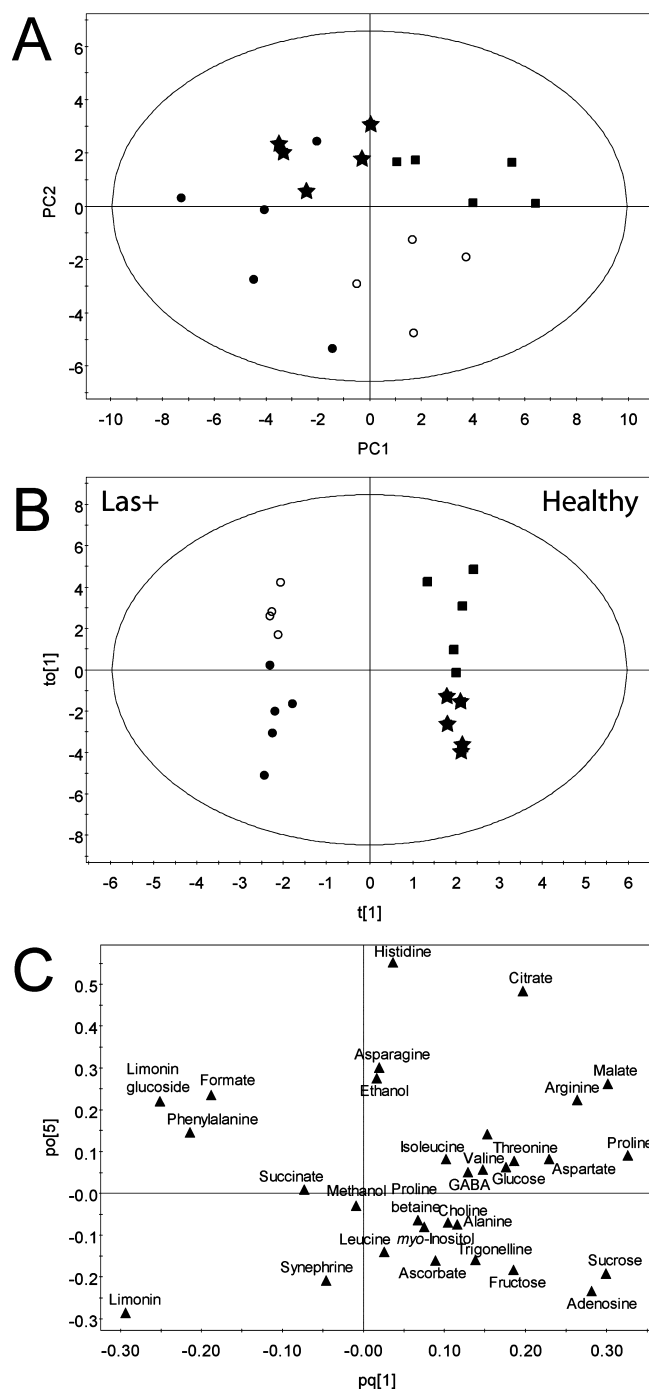 A
6
4
2
0
-2
-4
-6
PC2
-10 -8 -6 -4 -2 0 2 4 6 8 10
PC1
B
Las+ Healthy
8
6
4
2
0
-2
-4
-6
-8
to[1]
-6 -5 -4 -3 -2 -1 0 1 2 3 4 5 6
t[1]
C
Histidine
Citrate
Asparagine
Ethanol
Limonin
glucoside
Formate
Phenylalanine
Malate
Arginine
Isoleucine
Valine
Threonine
Proline
GABA
Glucose
Aspartate
Succinate
Methanol
Proline
betaine
Choline
Alanine
Leucine
myo-Inositol
Trigonelline
Synephrine
Ascorbate
Fructose
Sucrose
Adenosine
Limonin
0.5
0.4
0.3
0.2
0.1
-0.0
-0.1
-0.2
-0.3
po[5]
-0.30 -0.20 -0.10 -0.00 0.10 0.20 0.30
pq[1]